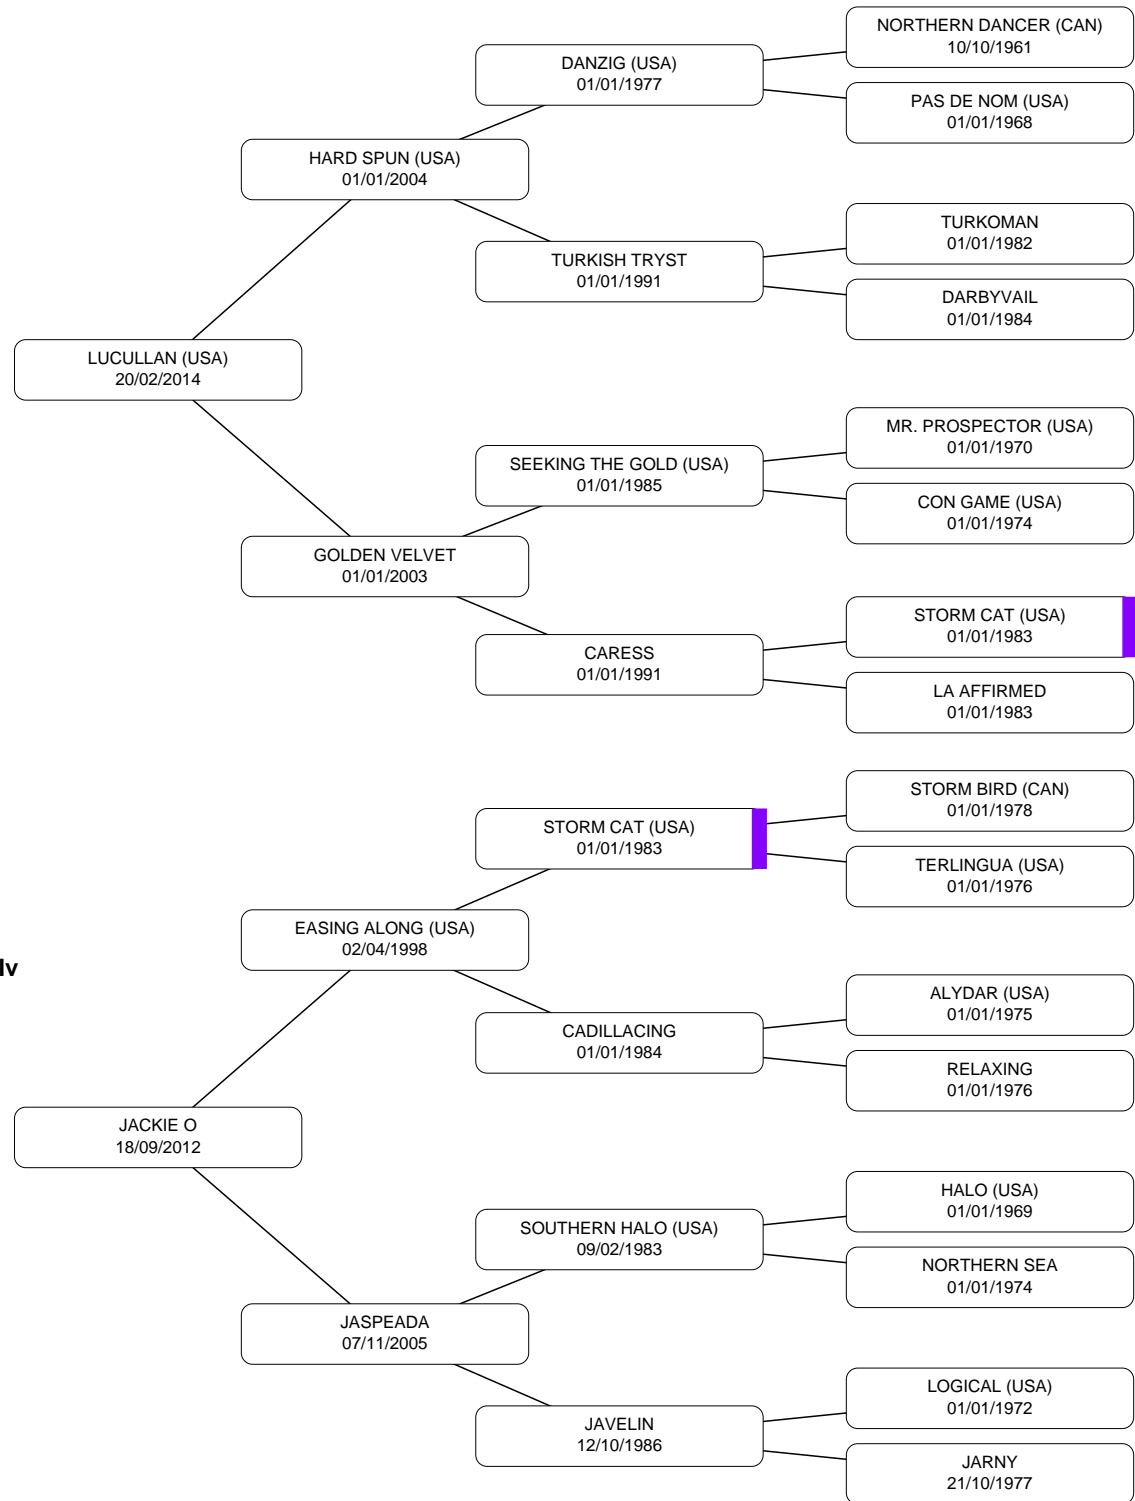 NORTHERN DANCER (CAN)
10/10/1961
DANZIG (USA)
01/01/1977
PAS DE NOM (USA)
01/01/1968
HARD SPUN (USA)
01/01/2004
TURKOMAN
01/01/1982
TURKISH TRYST
01/01/1991
DARBYVAIL
01/01/1984
LUCULLAN (USA)
20/02/2014
MR. PROSPECTOR (USA)
01/01/1970
SEEKING THE GOLD (USA)
01/01/1985
CON GAME (USA)
01/01/1974
GOLDEN VELVET
01/01/2003
STORM CAT (USA)
01/01/1983
CARESS
01/01/1991
LA AFFIRMED
01/01/1983
STORM BIRD (CAN)
01/01/1978
STORM CAT (USA)
01/01/1983
TERLINGUA (USA)
01/01/1976
EASING ALONG (USA)
02/04/1998
ALYDAR (USA)
01/01/1975
CADILLACING
01/01/1984
RELAXING
01/01/1976
JACKIE O
18/09/2012
HALO (USA)
01/01/1969
SOUTHERN HALO (USA)
09/02/1983
NORTHERN SEA
01/01/1974
JASPEADA
07/11/2005
LOGICAL (USA)
01/01/1972
JAVELIN
12/10/1986
JARNY
21/10/1977